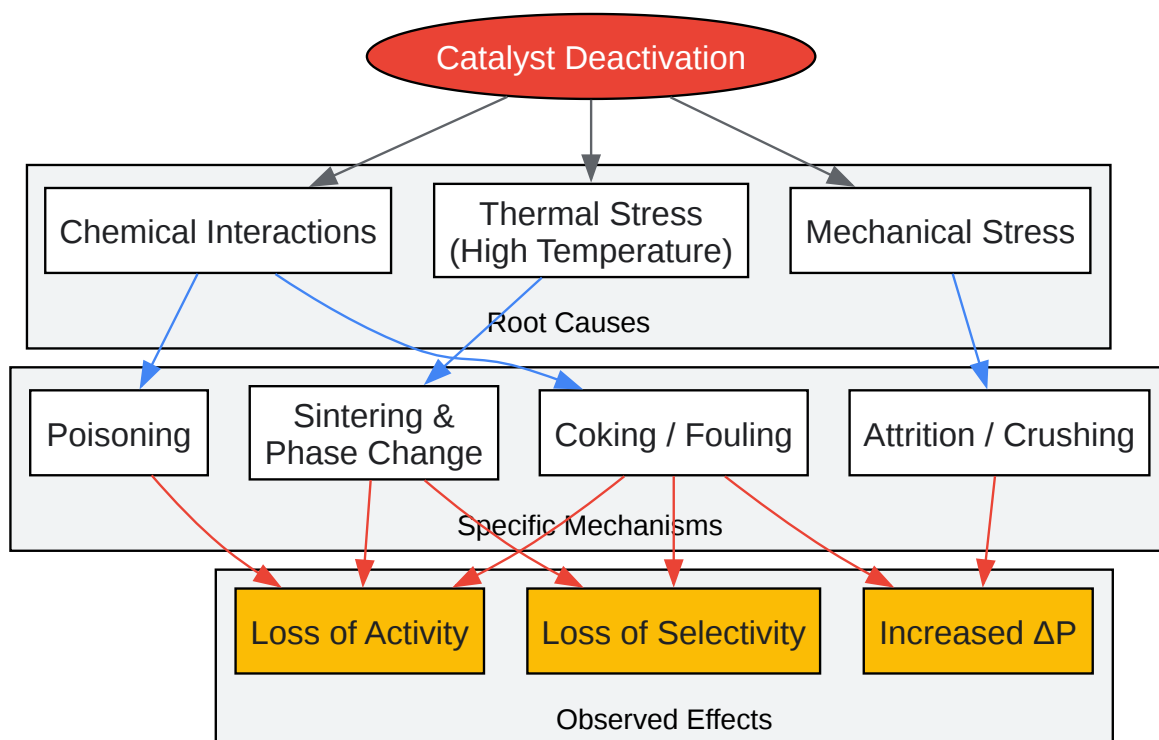 Catalyst Deactivation
Chemical Interactions
Thermal Stress
(High Temperature)
Mechanical Stress
Root Causes
Poisoning
Sintering &
Phase Change
Coking / Fouling
Attrition / Crushing
Specific Mechanisms
Loss of Activity
Loss of Selectivity
Increased ΔP
Observed Effects